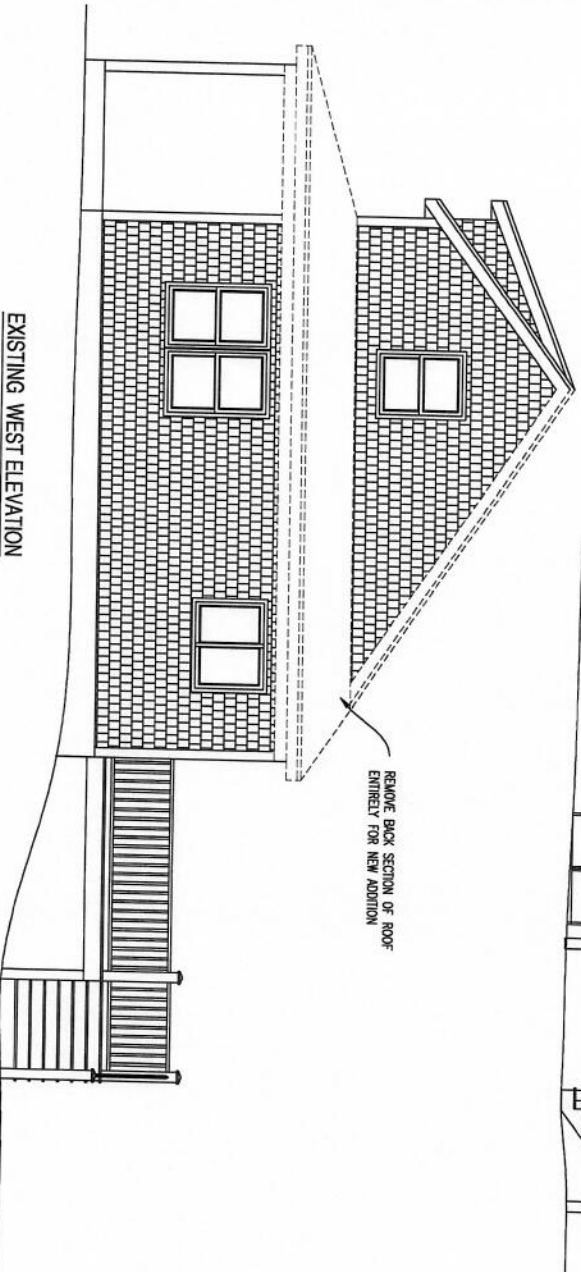 REMOVE BACK SECTION OF ROOF
ENTIRELY FOR NEW ADDITION
EXISTING WEST ELEVATION